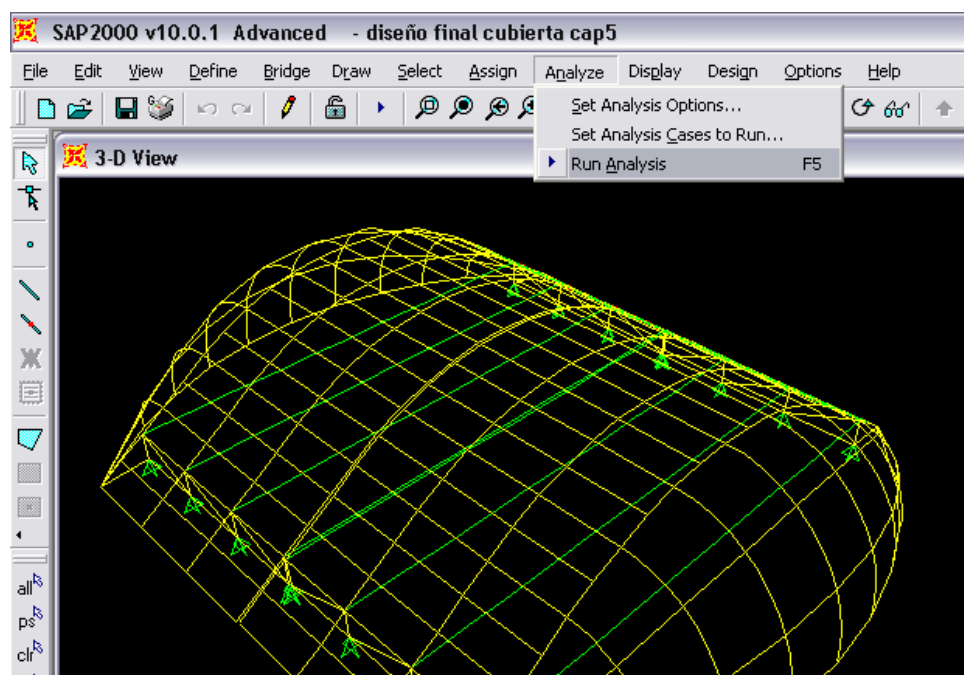 SAP2000 v10.0.1 Advanced - diseño final cubierta cap5
File Edit View Define Bridge Draw Select Assign Analyze Display Design Options Help
Set Analysis Options...
Set Analysis Cases to Run...
Run Analysis F5
3-D View
all
ps
clr